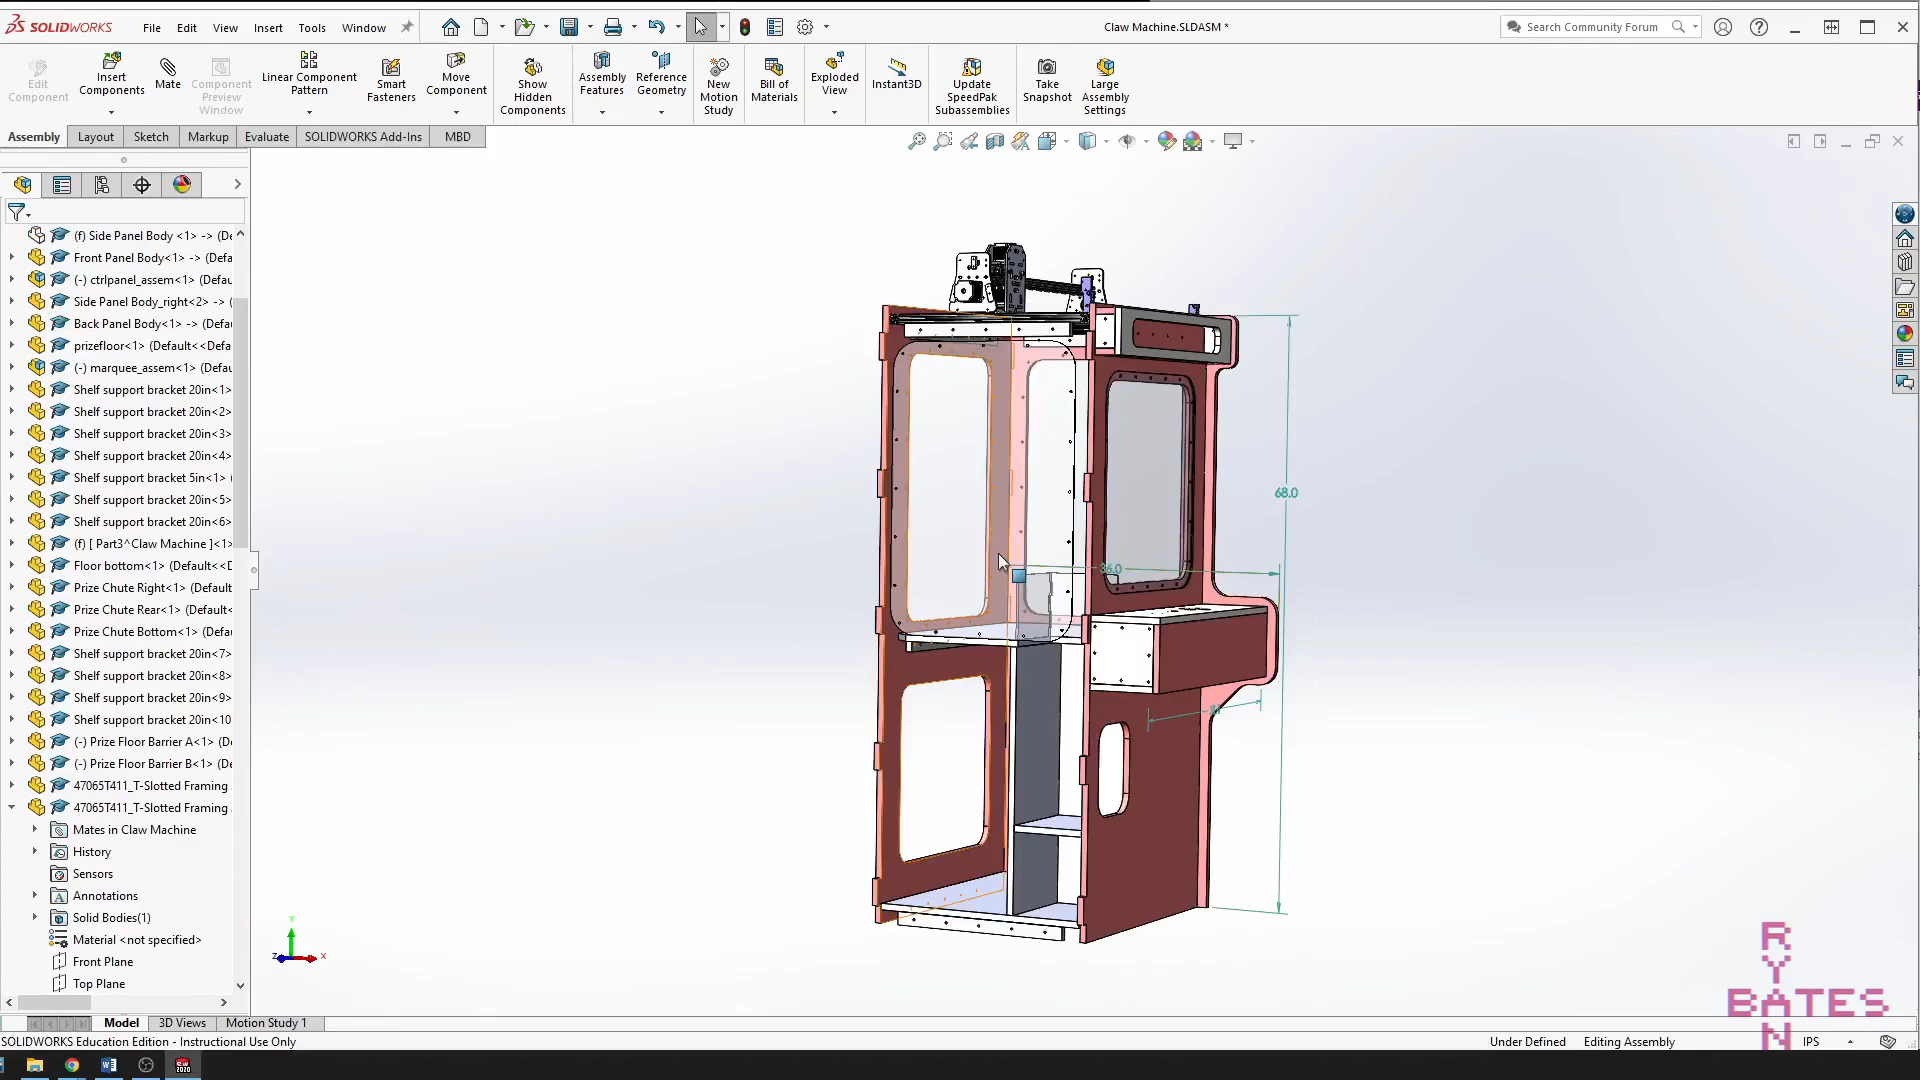 SOLIDWORKS File Edit View Insert Tools Window Claw Machine.SLDASM * Search Community Forum
Edit Component
Insert Components
Mate
Component Preview Window
Linear Component Pattern
Smart Fasteners
Move Component
Show Hidden Components
Assembly Features
Reference Geometry
New Motion Study
Bill of Materials
Exploded View
Instant3D
Update SpeedPak Subassemblies
Take Snapshot
Large Assembly Settings
Assembly Layout Sketch Markup Evaluate SOLIDWORKS Add-Ins MBD
(f) Side Panel Body <1> -> (De
Front Panel Body<1> -> (Defa
(-) ctrlpanel_assem<1> (Defau
Side Panel Body_right<2> -> (
Back Panel Body<1> -> (Defau
prizefloor<1> (Default<<Defa
(-) marquee_assem<1> (Defau
Shelf support bracket 20in<1>
Shelf support bracket 20in<2>
Shelf support bracket 20in<3>
Shelf support bracket 20in<4>
Shelf support bracket 5in<1> (
Shelf support bracket 20in<5>
Shelf support bracket 20in<6>
(f) [ Part3^Claw Machine ]<1>
Floor bottom<1> (Default<<D
Prize Chute Right<1> (Default
Prize Chute Rear<1> (Default<
Prize Chute Bottom<1> (Defau
Shelf support bracket 20in<7>
Shelf support bracket 20in<8>
Shelf support bracket 20in<9>
Shelf support bracket 20in<10
(-) Prize Floor Barrier A<1> (D
(-) Prize Floor Barrier B<1> (De
47065T411_T-Slotted Framing
47065T411_T-Slotted Framing
Mates in Claw Machine
History
Sensors
Annotations
Solid Bodies(1)
Material <not specified>
Front Plane
Top Plane
68.0
36.0
Y
Z
X
RYAN
BATES
Model 3D Views Motion Study 1
SOLIDWORKS Education Edition - Instructional Use Only Under Defined Editing Assembly IPS